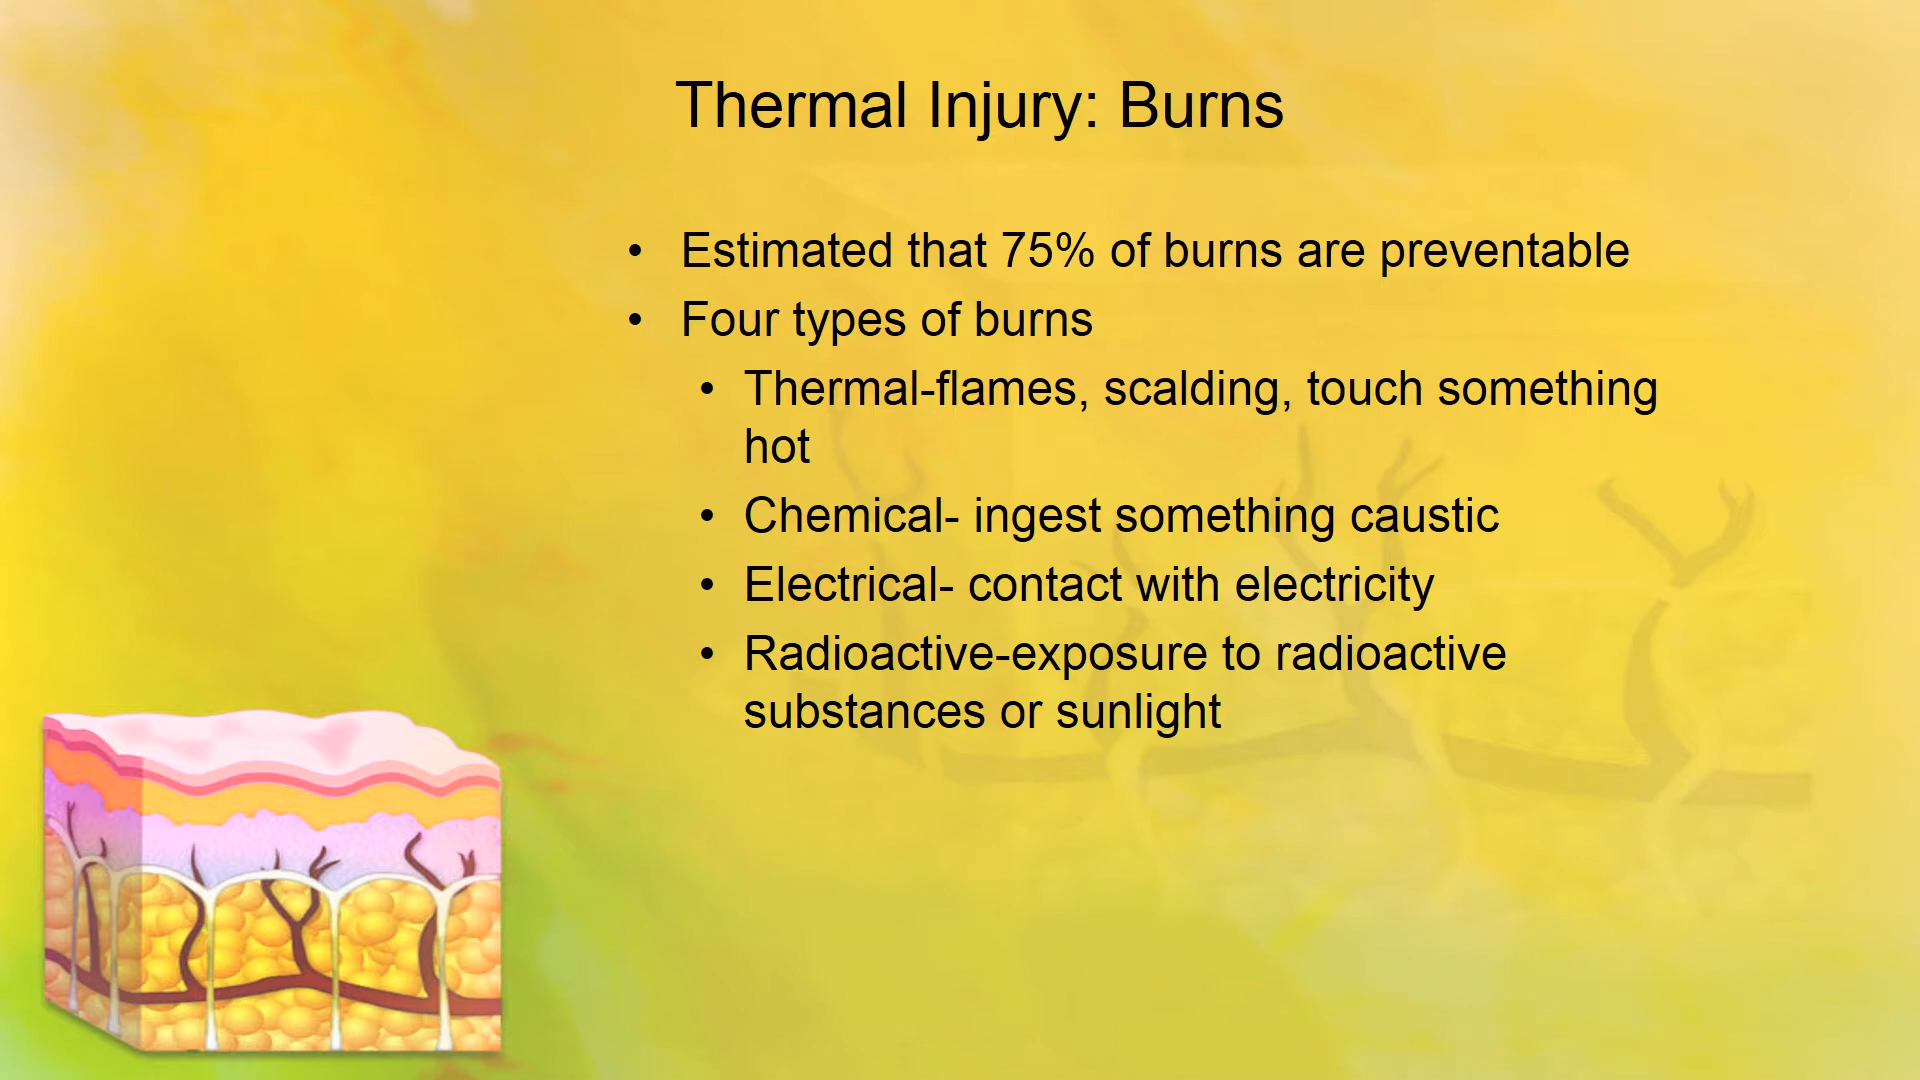 Thermal Injury: Burns
• Estimated that 75% of burns are preventable
• Four types of burns
• Thermal-flames, scalding, touch something
hot
• Chemical- ingest something caustic
• Electrical- contact with electricity
• Radioactive-exposure to radioactive
substances or sunlight